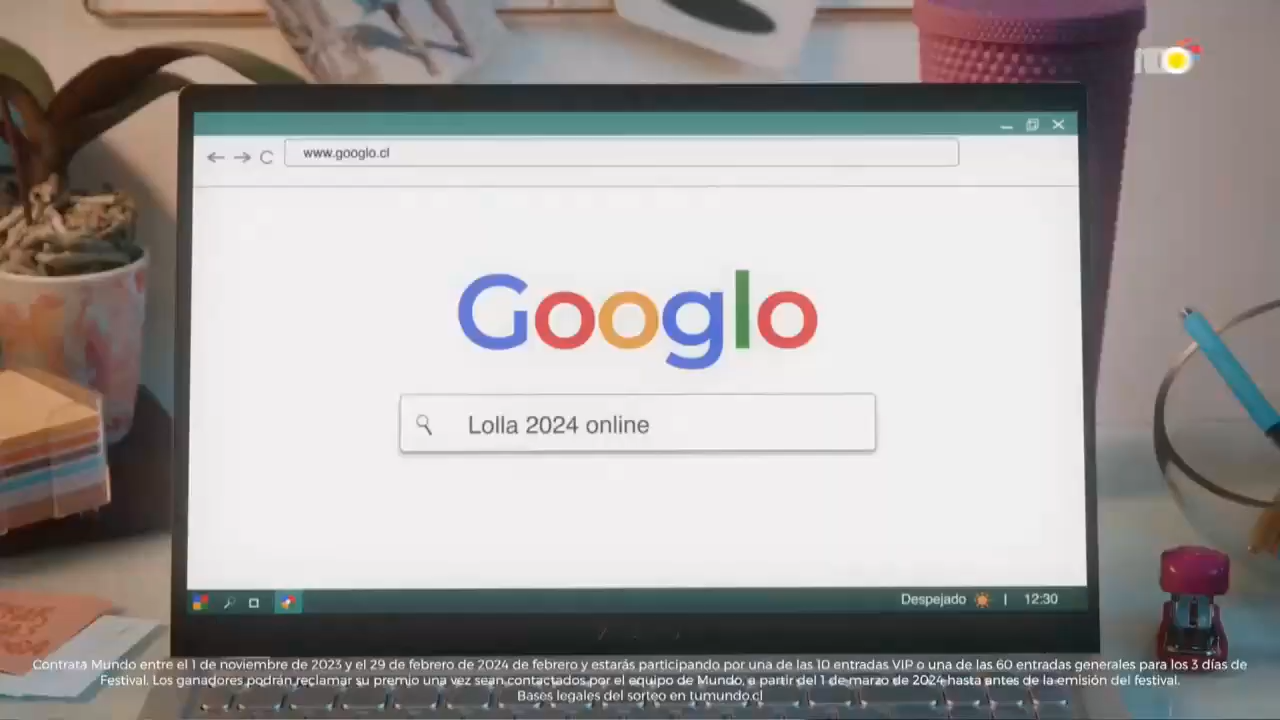 www.googlo.cl
Googlo
Lolla 2024 online
Despejado | 12:30
Contrata Mundo entre el 1 de noviembre de 2023 y el 29 de febrero de 2024 de febrero y estarás participando por una de las 10 entradas VIP o una de las 60 entradas generales para los 3 días de
Festival. Los ganadores podrán reclamar su premio una vez sean contactados por el equipo de Mundo, a partir del 1 de marzo de 2024 hasta antes de la emisión del festival.
Bases legales del sorteo en tumundo.cl